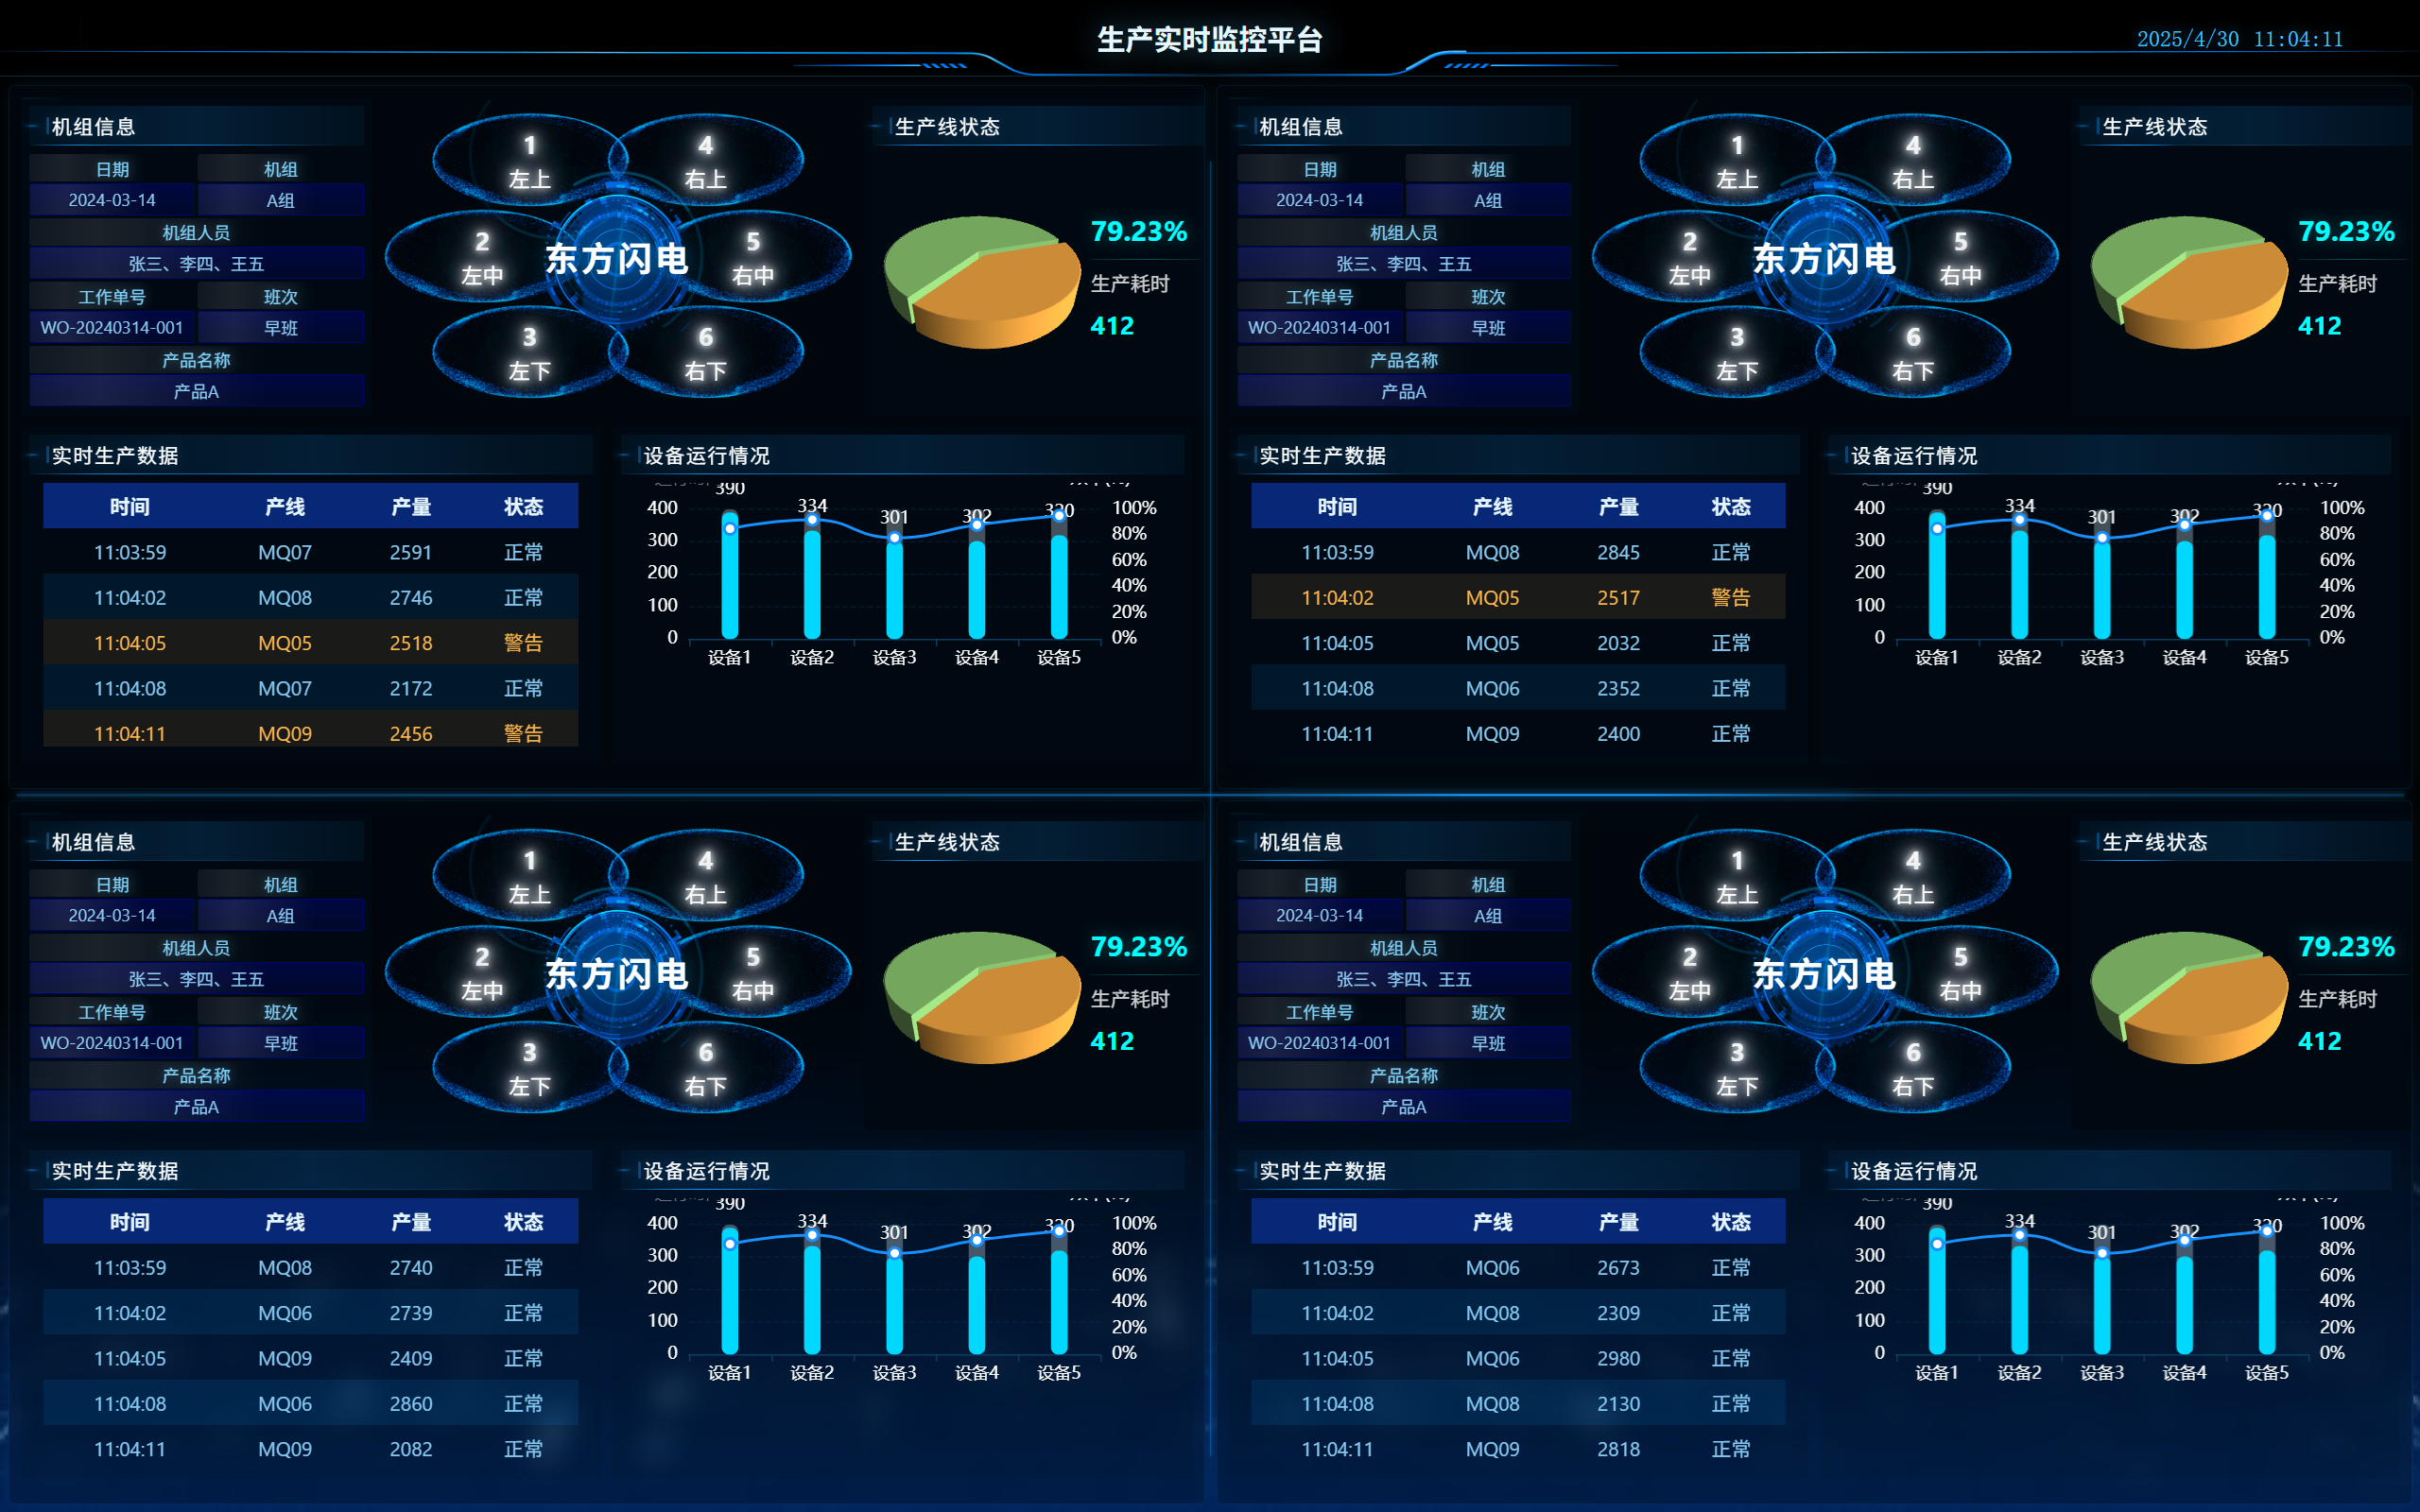 生产实时监控平台
2025/4/30 11:04:11
机组信息
日期 机组
2024-03-14 A组
机组人员
张三、李四、王五
工作单号 班次
WO-20240314-001 早班
产品名称
产品A
1
左上
4
右上
2
左中
东方闪电
5
右中
3
左下
6
右下
生产线状态
79.23%
生产耗时
412
实时生产数据
时间 产线 产量 状态
11:03:59 MQ07 2591 正常
11:04:02 MQ08 2746 正常
11:04:05 MQ05 2518 警告
11:04:08 MQ07 2172 正常
11:04:11 MQ09 2456 警告
设备运行情况
390 334 301 302 320
400 300 200 100 0
100% 80% 60% 40% 20% 0%
设备1 设备2 设备3 设备4 设备5
机组信息
日期 机组
2024-03-14 A组
机组人员
张三、李四、王五
工作单号 班次
WO-20240314-001 早班
产品名称
产品A
1
左上
4
右上
2
左中
东方闪电
5
右中
3
左下
6
右下
生产线状态
79.23%
生产耗时
412
实时生产数据
时间 产线 产量 状态
11:03:59 MQ08 2845 正常
11:04:02 MQ05 2517 警告
11:04:05 MQ05 2032 正常
11:04:08 MQ06 2352 正常
11:04:11 MQ09 2400 正常
设备运行情况
390 334 301 302 320
400 300 200 100 0
100% 80% 60% 40% 20% 0%
设备1 设备2 设备3 设备4 设备5
机组信息
日期 机组
2024-03-14 A组
机组人员
张三、李四、王五
工作单号 班次
WO-20240314-001 早班
产品名称
产品A
1
左上
4
右上
2
左中
东方闪电
5
右中
3
左下
6
右下
生产线状态
79.23%
生产耗时
412
实时生产数据
时间 产线 产量 状态
11:03:59 MQ08 2740 正常
11:04:02 MQ06 2739 正常
11:04:05 MQ09 2409 正常
11:04:08 MQ06 2860 正常
11:04:11 MQ09 2082 正常
设备运行情况
390 334 301 302 320
400 300 200 100 0
100% 80% 60% 40% 20% 0%
设备1 设备2 设备3 设备4 设备5
机组信息
日期 机组
2024-03-14 A组
机组人员
张三、李四、王五
工作单号 班次
WO-20240314-001 早班
产品名称
产品A
1
左上
4
右上
2
左中
东方闪电
5
右中
3
左下
6
右下
生产线状态
79.23%
生产耗时
412
实时生产数据
时间 产线 产量 状态
11:03:59 MQ06 2673 正常
11:04:02 MQ08 2309 正常
11:04:05 MQ06 2980 正常
11:04:08 MQ08 2130 正常
11:04:11 MQ09 2818 正常
设备运行情况
390 334 301 302 320
400 300 200 100 0
100% 80% 60% 40% 20% 0%
设备1 设备2 设备3 设备4 设备5